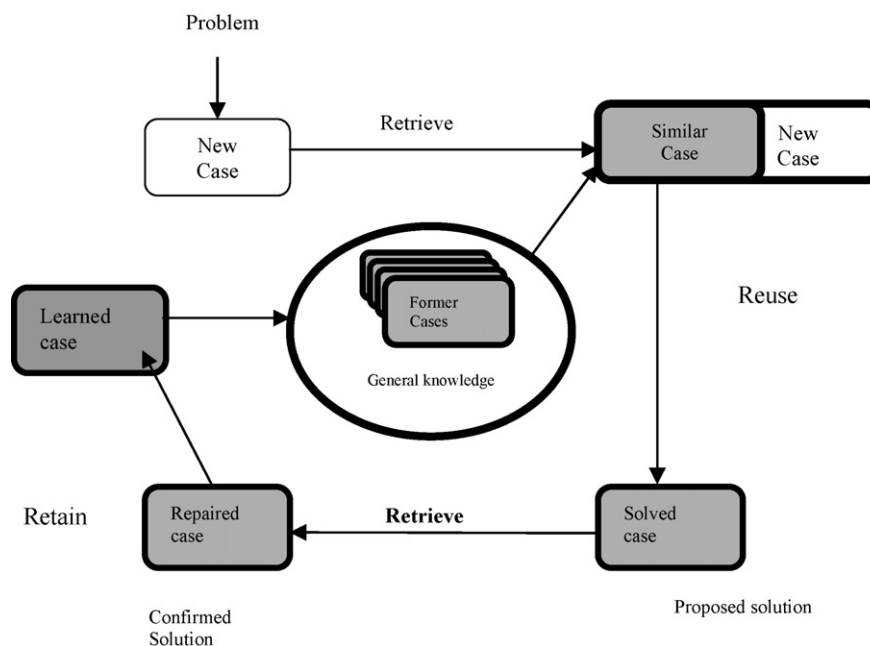 Problem
Retrieve
New
Case
Similar
Case
New
Case
Former
Cases
General knowledge
Reuse
Learned
case
Retain
Repaired
case
Retrieve
Solved
case
Confirmed
Solution
Proposed solution